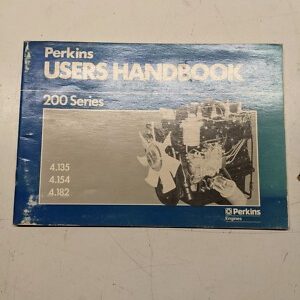 Perkins
USERS HANDBOOK
200 Series
4.135
4.154
4.182
Perkins
Engines